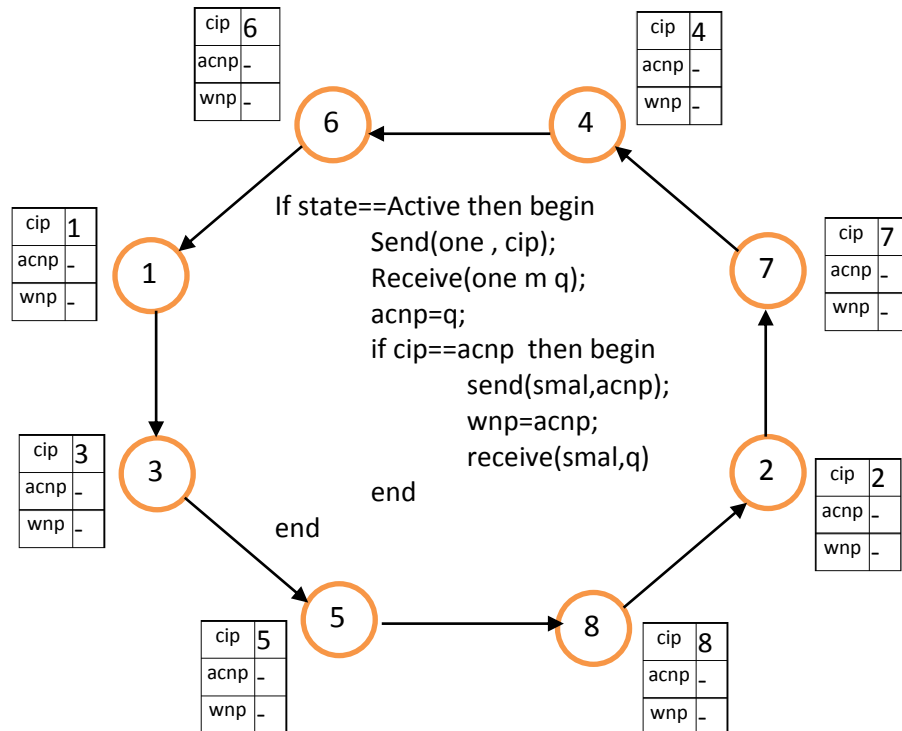 cip 6
acnp -
wnp -
cip 4
acnp -
wnp -
6
4
If state==Active then begin
Send(one , cip);
Receive(one m q);
acnp=q;
if cip==acnp then begin
send(smal,acnp);
wnp=acnp;
receive(smal,q)
end
end
cip 1
acnp -
wnp -
1
7
cip 7
acnp -
wnp -
cip 3
acnp -
wnp -
3
2
cip 2
acnp -
wnp -
5
8
cip 5
acnp -
wnp -
cip 8
acnp -
wnp -